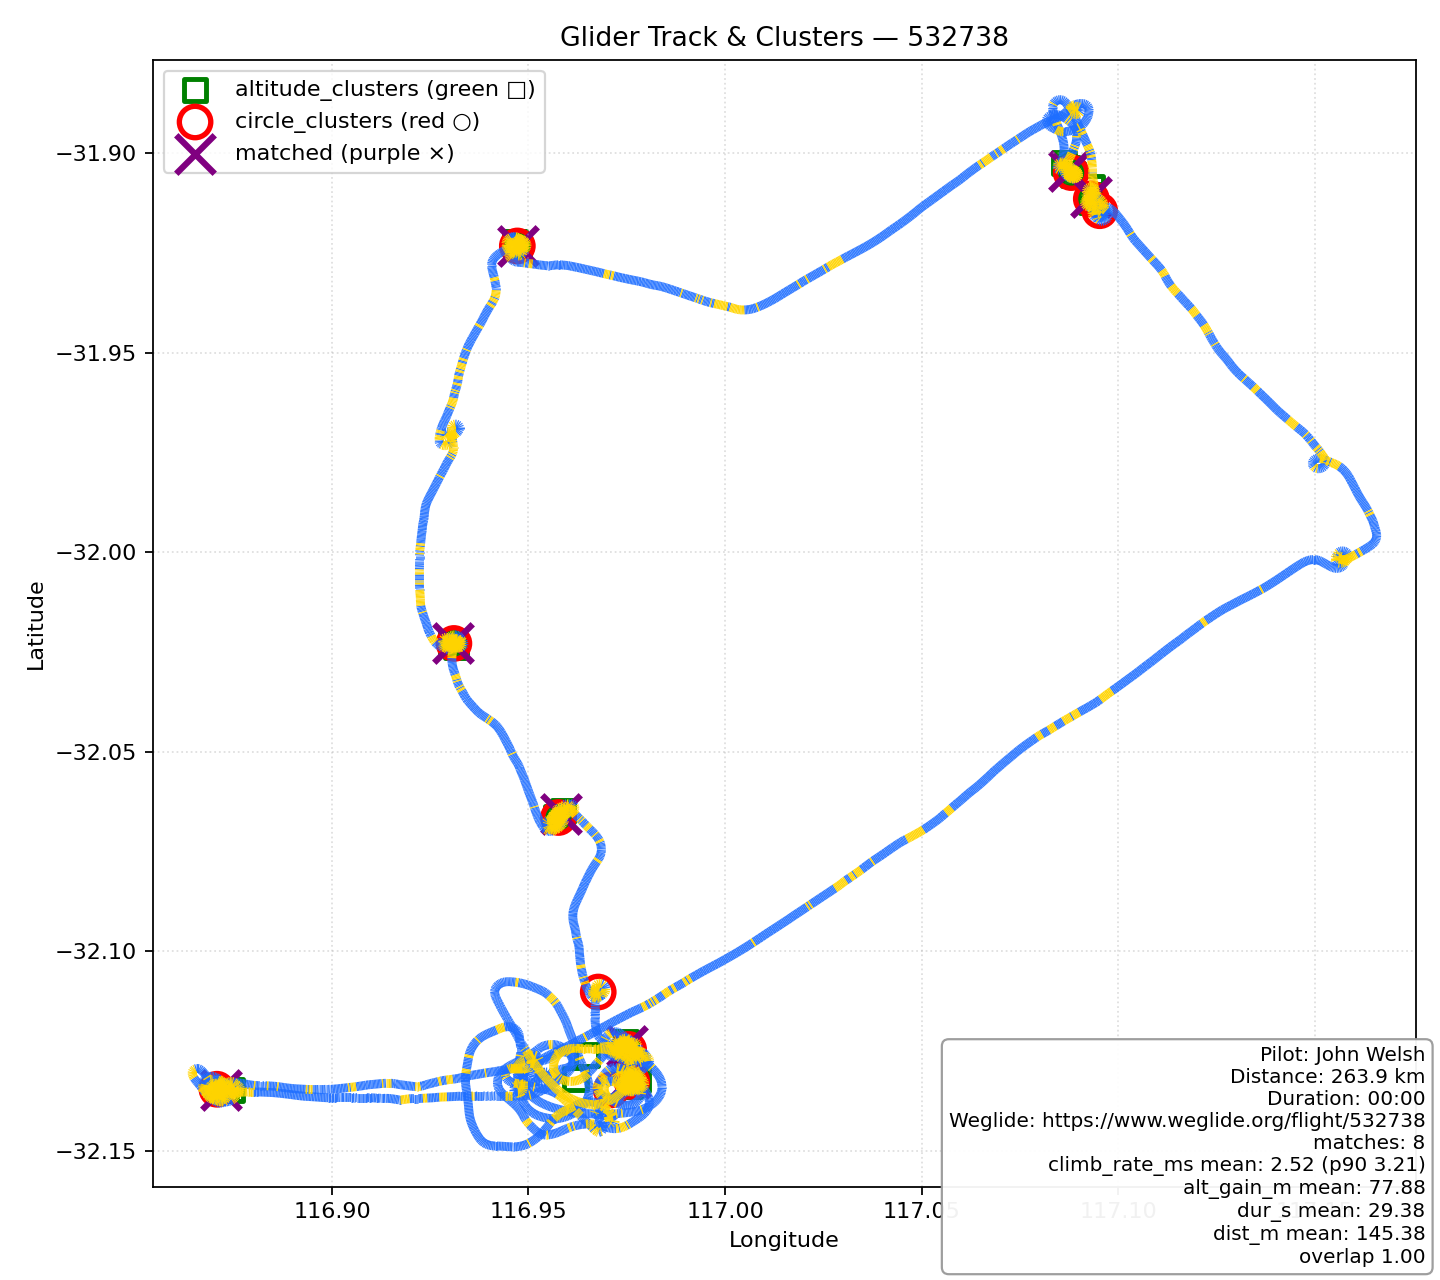 Glider Track & Clusters — 532738
altitude_clusters (green □)
circle_clusters (red ○)
matched (purple ×)
−31.90
−31.95
−32.00
−32.05
−32.10
−32.15
Latitude
116.90
116.95
117.00
117.05
117.10
Longitude
Pilot: John Welsh
Distance: 263.9 km
Duration: 00:00
Weglide: https://www.weglide.org/flight/532738
matches: 8
climb_rate_ms mean: 2.52 (p90 3.21)
alt_gain_m mean: 77.88
dur_s mean: 29.38
dist_m mean: 145.38
overlap 1.00